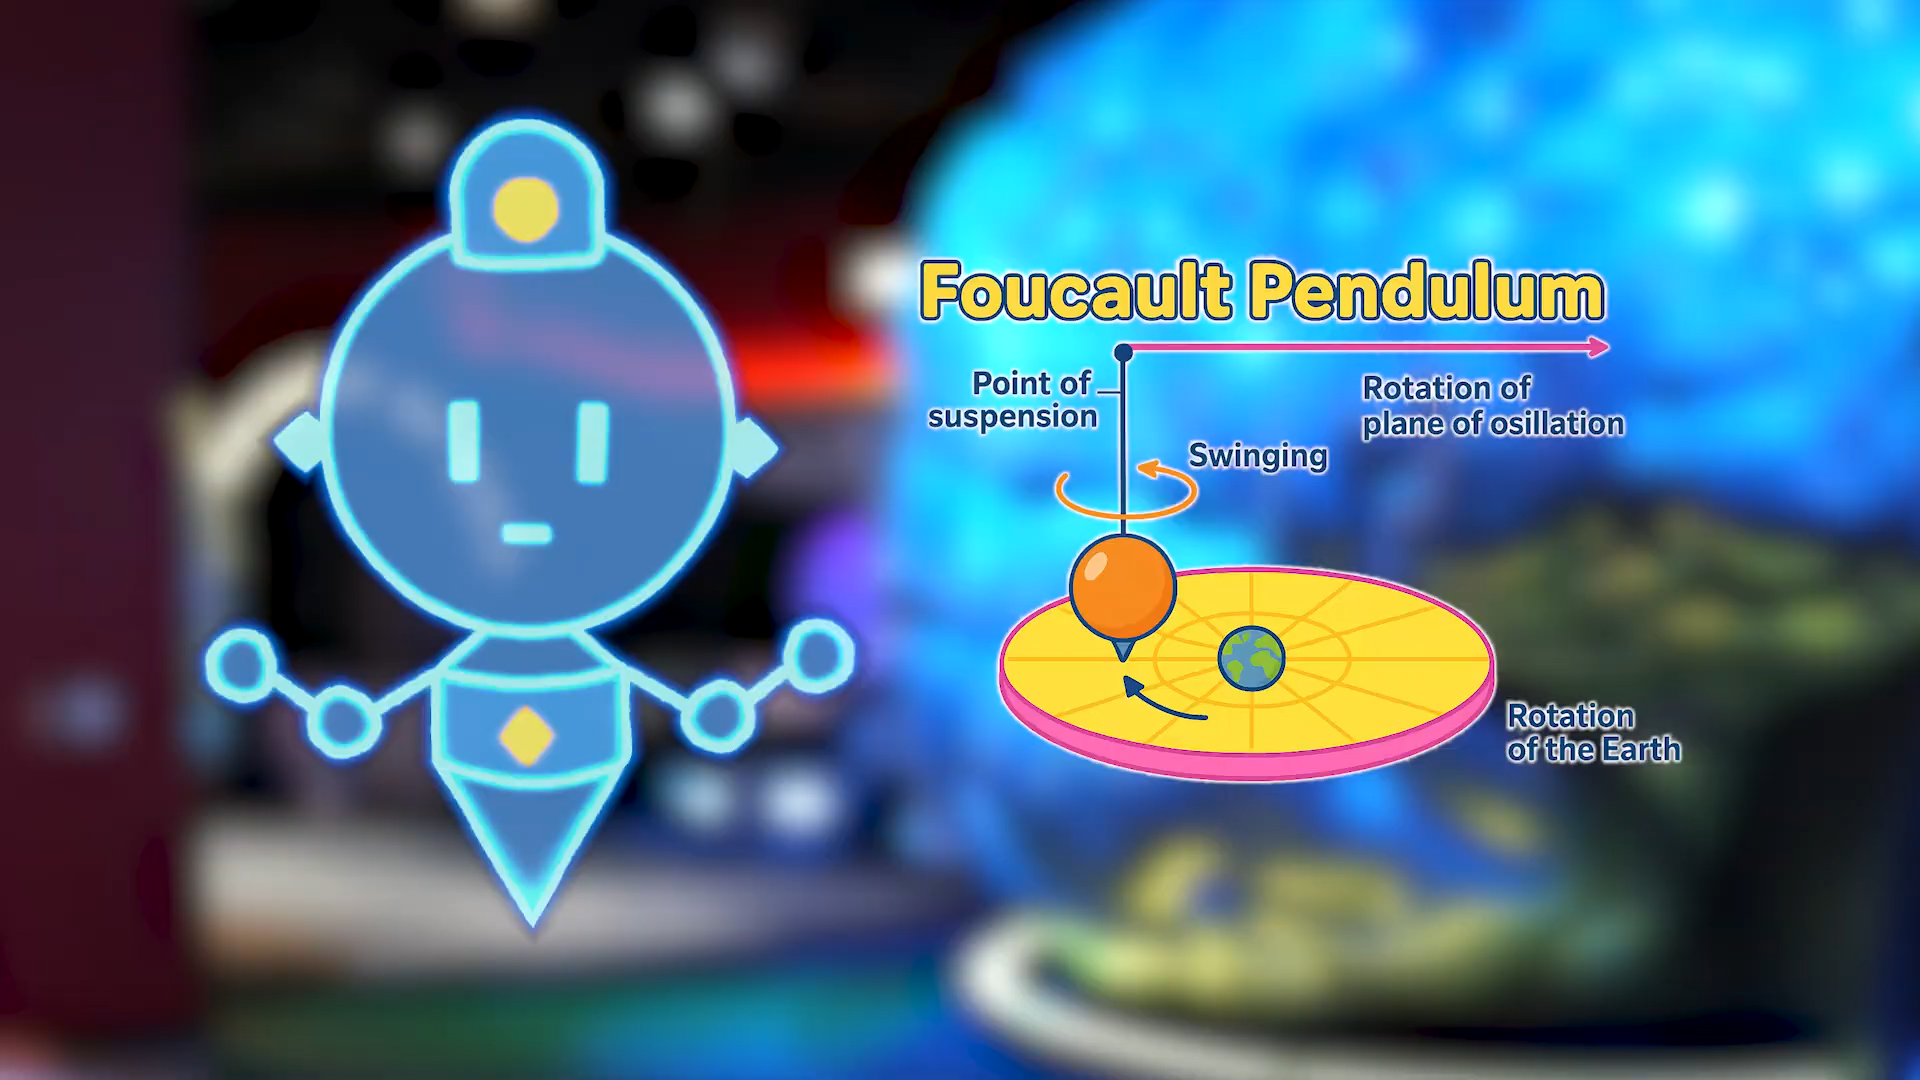 Foucault Pendulum
Point of
suspension
Rotation of
plane of osillation
Swinging
Rotation
of the Earth